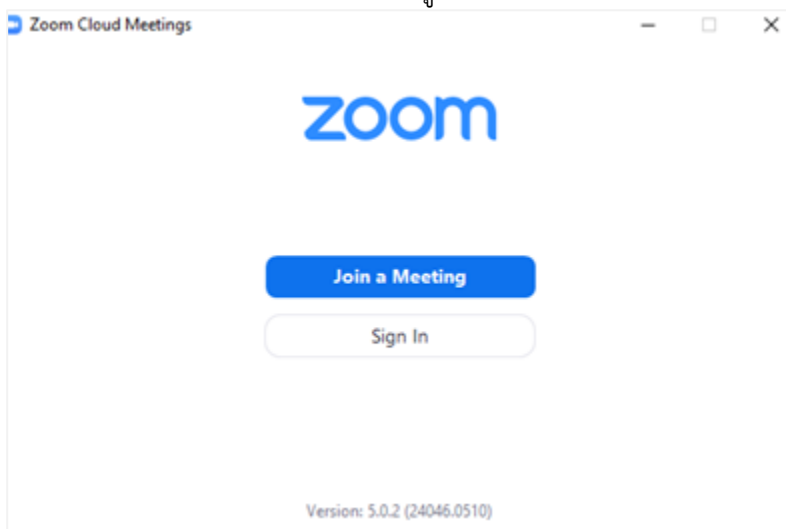 Zoom Cloud Meetings
zoom
Join a Meeting
Sign In
Version: 5.0.2 (24046.0510)